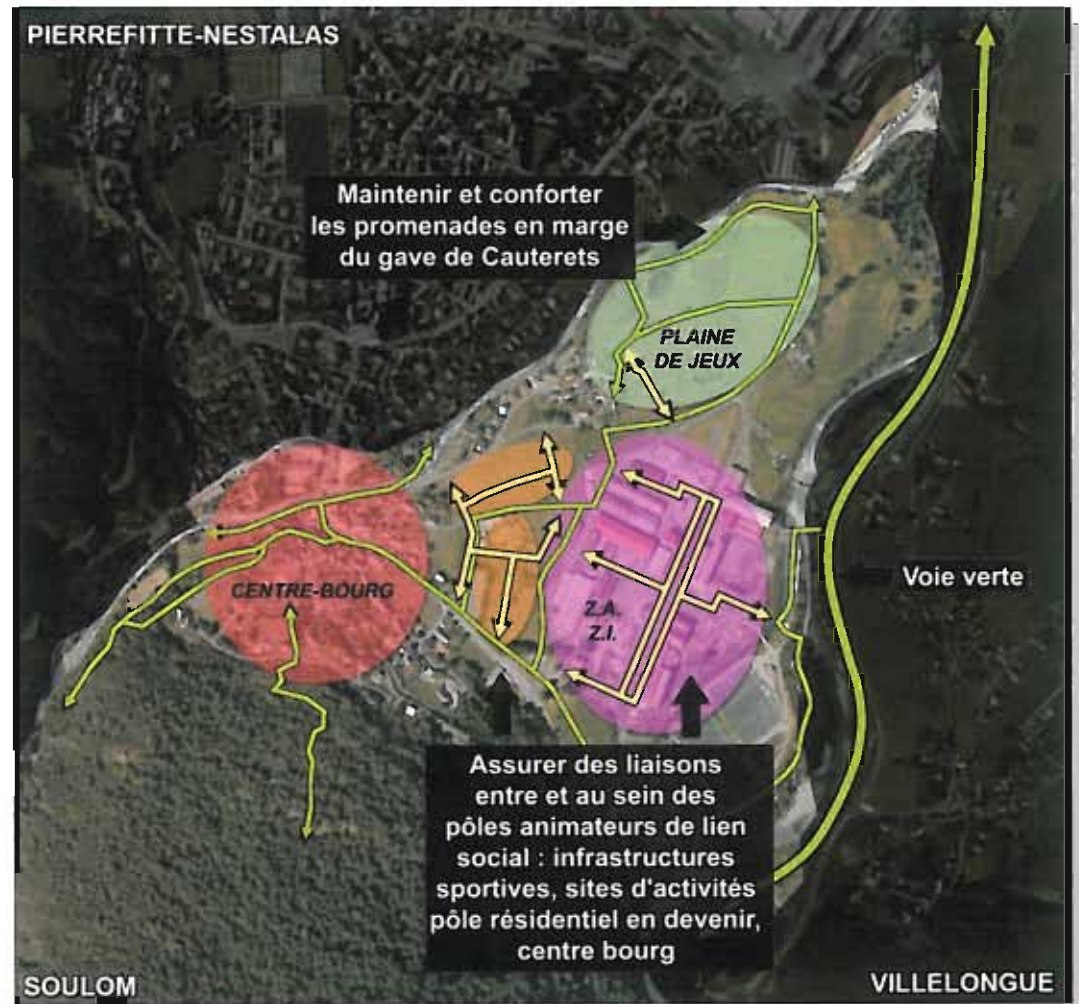 PIERREFITTE-NESTALAS
Maintenir et conforter
les promenades en marge
du gave de Cauterets
PLAINE
DE JEUX
CENTRE-BOURG
Z.A.
Z.I.
Voie verte
Assurer des liaisons
entre et au sein des
pôles animateurs de lien
social : infrastructures
sportives, sites d'activités
pôle résidentiel en devenir,
centre bourg
SOULOM
VILLELONGUE